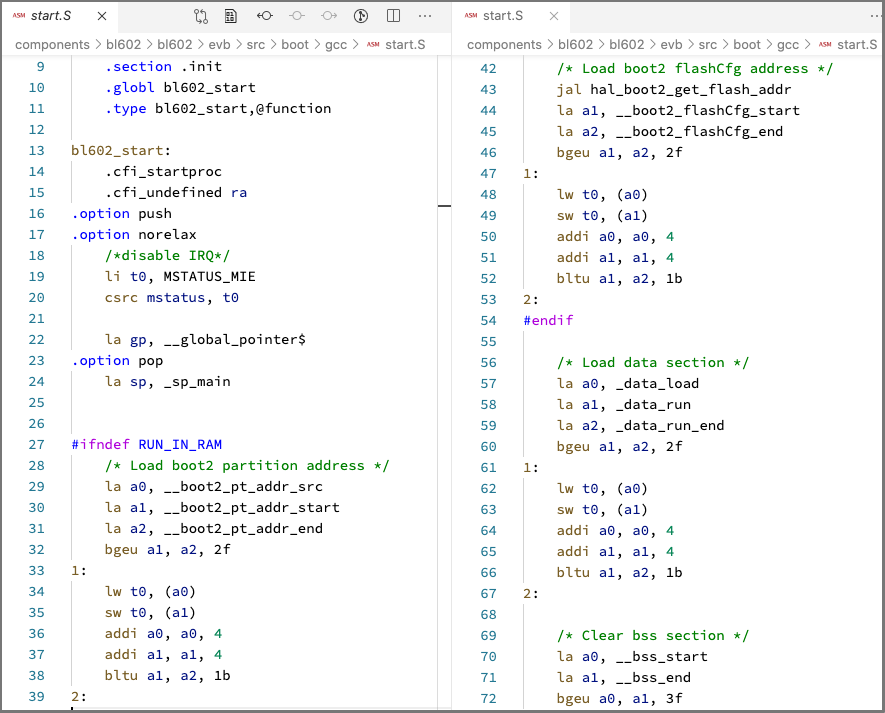 ASM start.S
components > bl602 > bl602 > evb > src > boot > gcc > ASM start.S
9 .section .init
10 .globl bl602_start
11 .type bl602_start,@function
12
13 bl602_start:
14 .cfi_startproc
15 .cfi_undefined ra
16 .option push
17 .option norelax
18 /*disable IRQ*/
19 li t0, MSTATUS_MIE
20 csrc mstatus, t0
21
22 la gp, __global_pointer$
23 .option pop
24 la sp, _sp_main
25
26
27 #ifndef RUN_IN_RAM
28 /* Load boot2 partition address */
29 la a0, __boot2_pt_addr_src
30 la a1, __boot2_pt_addr_start
31 la a2, __boot2_pt_addr_end
32 bgeu a1, a2, 2f
33 1:
34 lw t0, (a0)
35 sw t0, (a1)
36 addi a0, a0, 4
37 addi a1, a1, 4
38 bltu a1, a2, 1b
39 2:
ASM start.S
components > bl602 > bl602 > evb > src > boot > gcc > ASM start.S
42 /* Load boot2 flashCfg address */
43 jal hal_boot2_get_flash_addr
44 la a1, __boot2_flashCfg_start
45 la a2, __boot2_flashCfg_end
46 bgeu a1, a2, 2f
47 1:
48 lw t0, (a0)
49 sw t0, (a1)
50 addi a0, a0, 4
51 addi a1, a1, 4
52 bltu a1, a2, 1b
53 2:
54 #endif
55
56 /* Load data section */
57 la a0, _data_load
58 la a1, _data_run
59 la a2, _data_run_end
60 bgeu a1, a2, 2f
61 1:
62 lw t0, (a0)
63 sw t0, (a1)
64 addi a0, a0, 4
65 addi a1, a1, 4
66 bltu a1, a2, 1b
67 2:
68
69 /* Clear bss section */
70 la a0, __bss_start
71 la a1, __bss_end
72 bgeu a0, a1, 3f